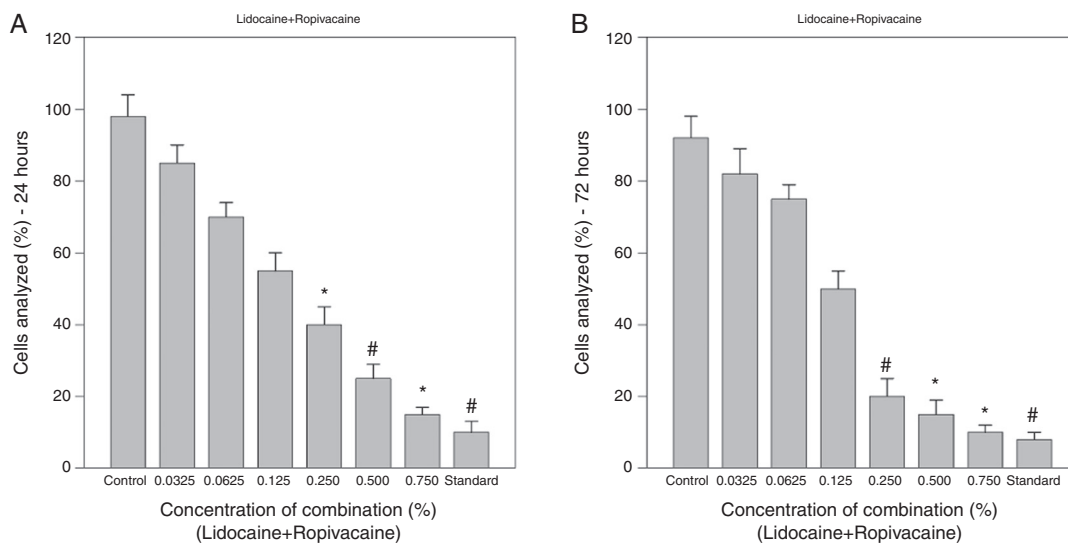 A
Lidocaine+Ropivacaine
120
100
80
60
40
20
0
Cells analyzed (%) - 24 hours
*
#
*
#
Control 0.0325 0.0625 0.125 0.250 0.500 0.750 Standard
Concentration of combination (%)
(Lidocaine+Ropivacaine)
B
Lidocaine+Ropivacaine
120
100
80
60
40
20
0
Cells analyzed (%) - 72 hours
#
*
*
#
Control 0.0325 0.0625 0.125 0.250 0.500 0.750 Standard
Concentration of combination (%)
(Lidocaine+Ropivacaine)